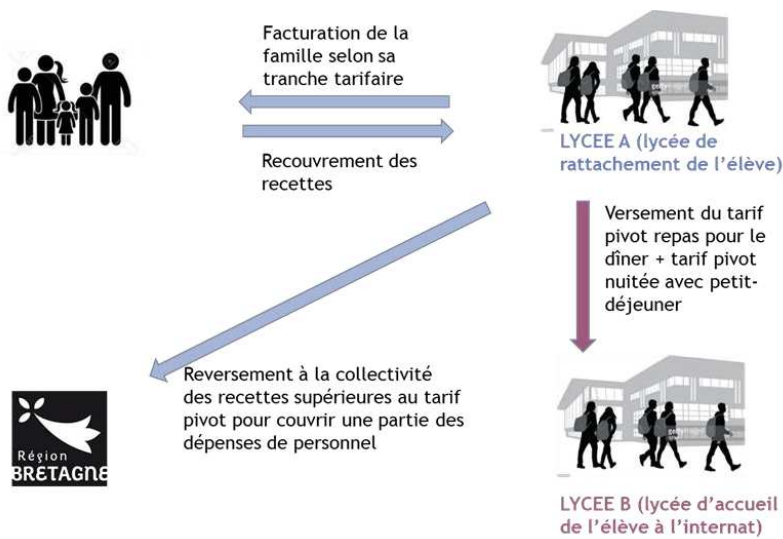 Facturation de la
famille selon sa
tranche tarifaire
Recouvrement des
recettes
LYCEE A (lycée de
rattachement de l’élève)
Versement du tarif
pivot repas pour le
dîner + tarif pivot
nuitée avec petit-
déjeuner
Reversement à la collectivité
des recettes supérieures au tarif
pivot pour couvrir une partie des
dépenses de personnel
Région
BRETAGNE
LYCEE B (lycée d’accueil
de l’élève à l’internat)